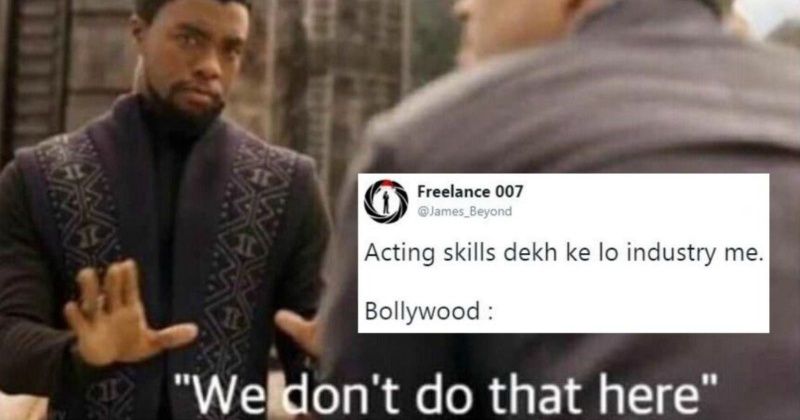 Freelance 007
@James_Beyond
Acting skills dekh ke lo industry me.
Bollywood :
"We don't do that here"